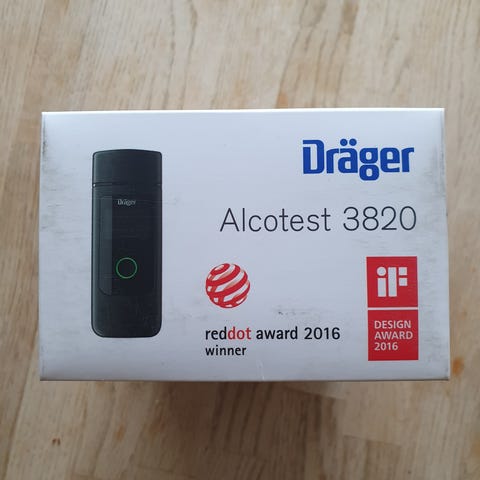 Dräger
Dräger
Alcotest 3820
iF
DESIGN
AWARD
2016
reddot award 2016
winner